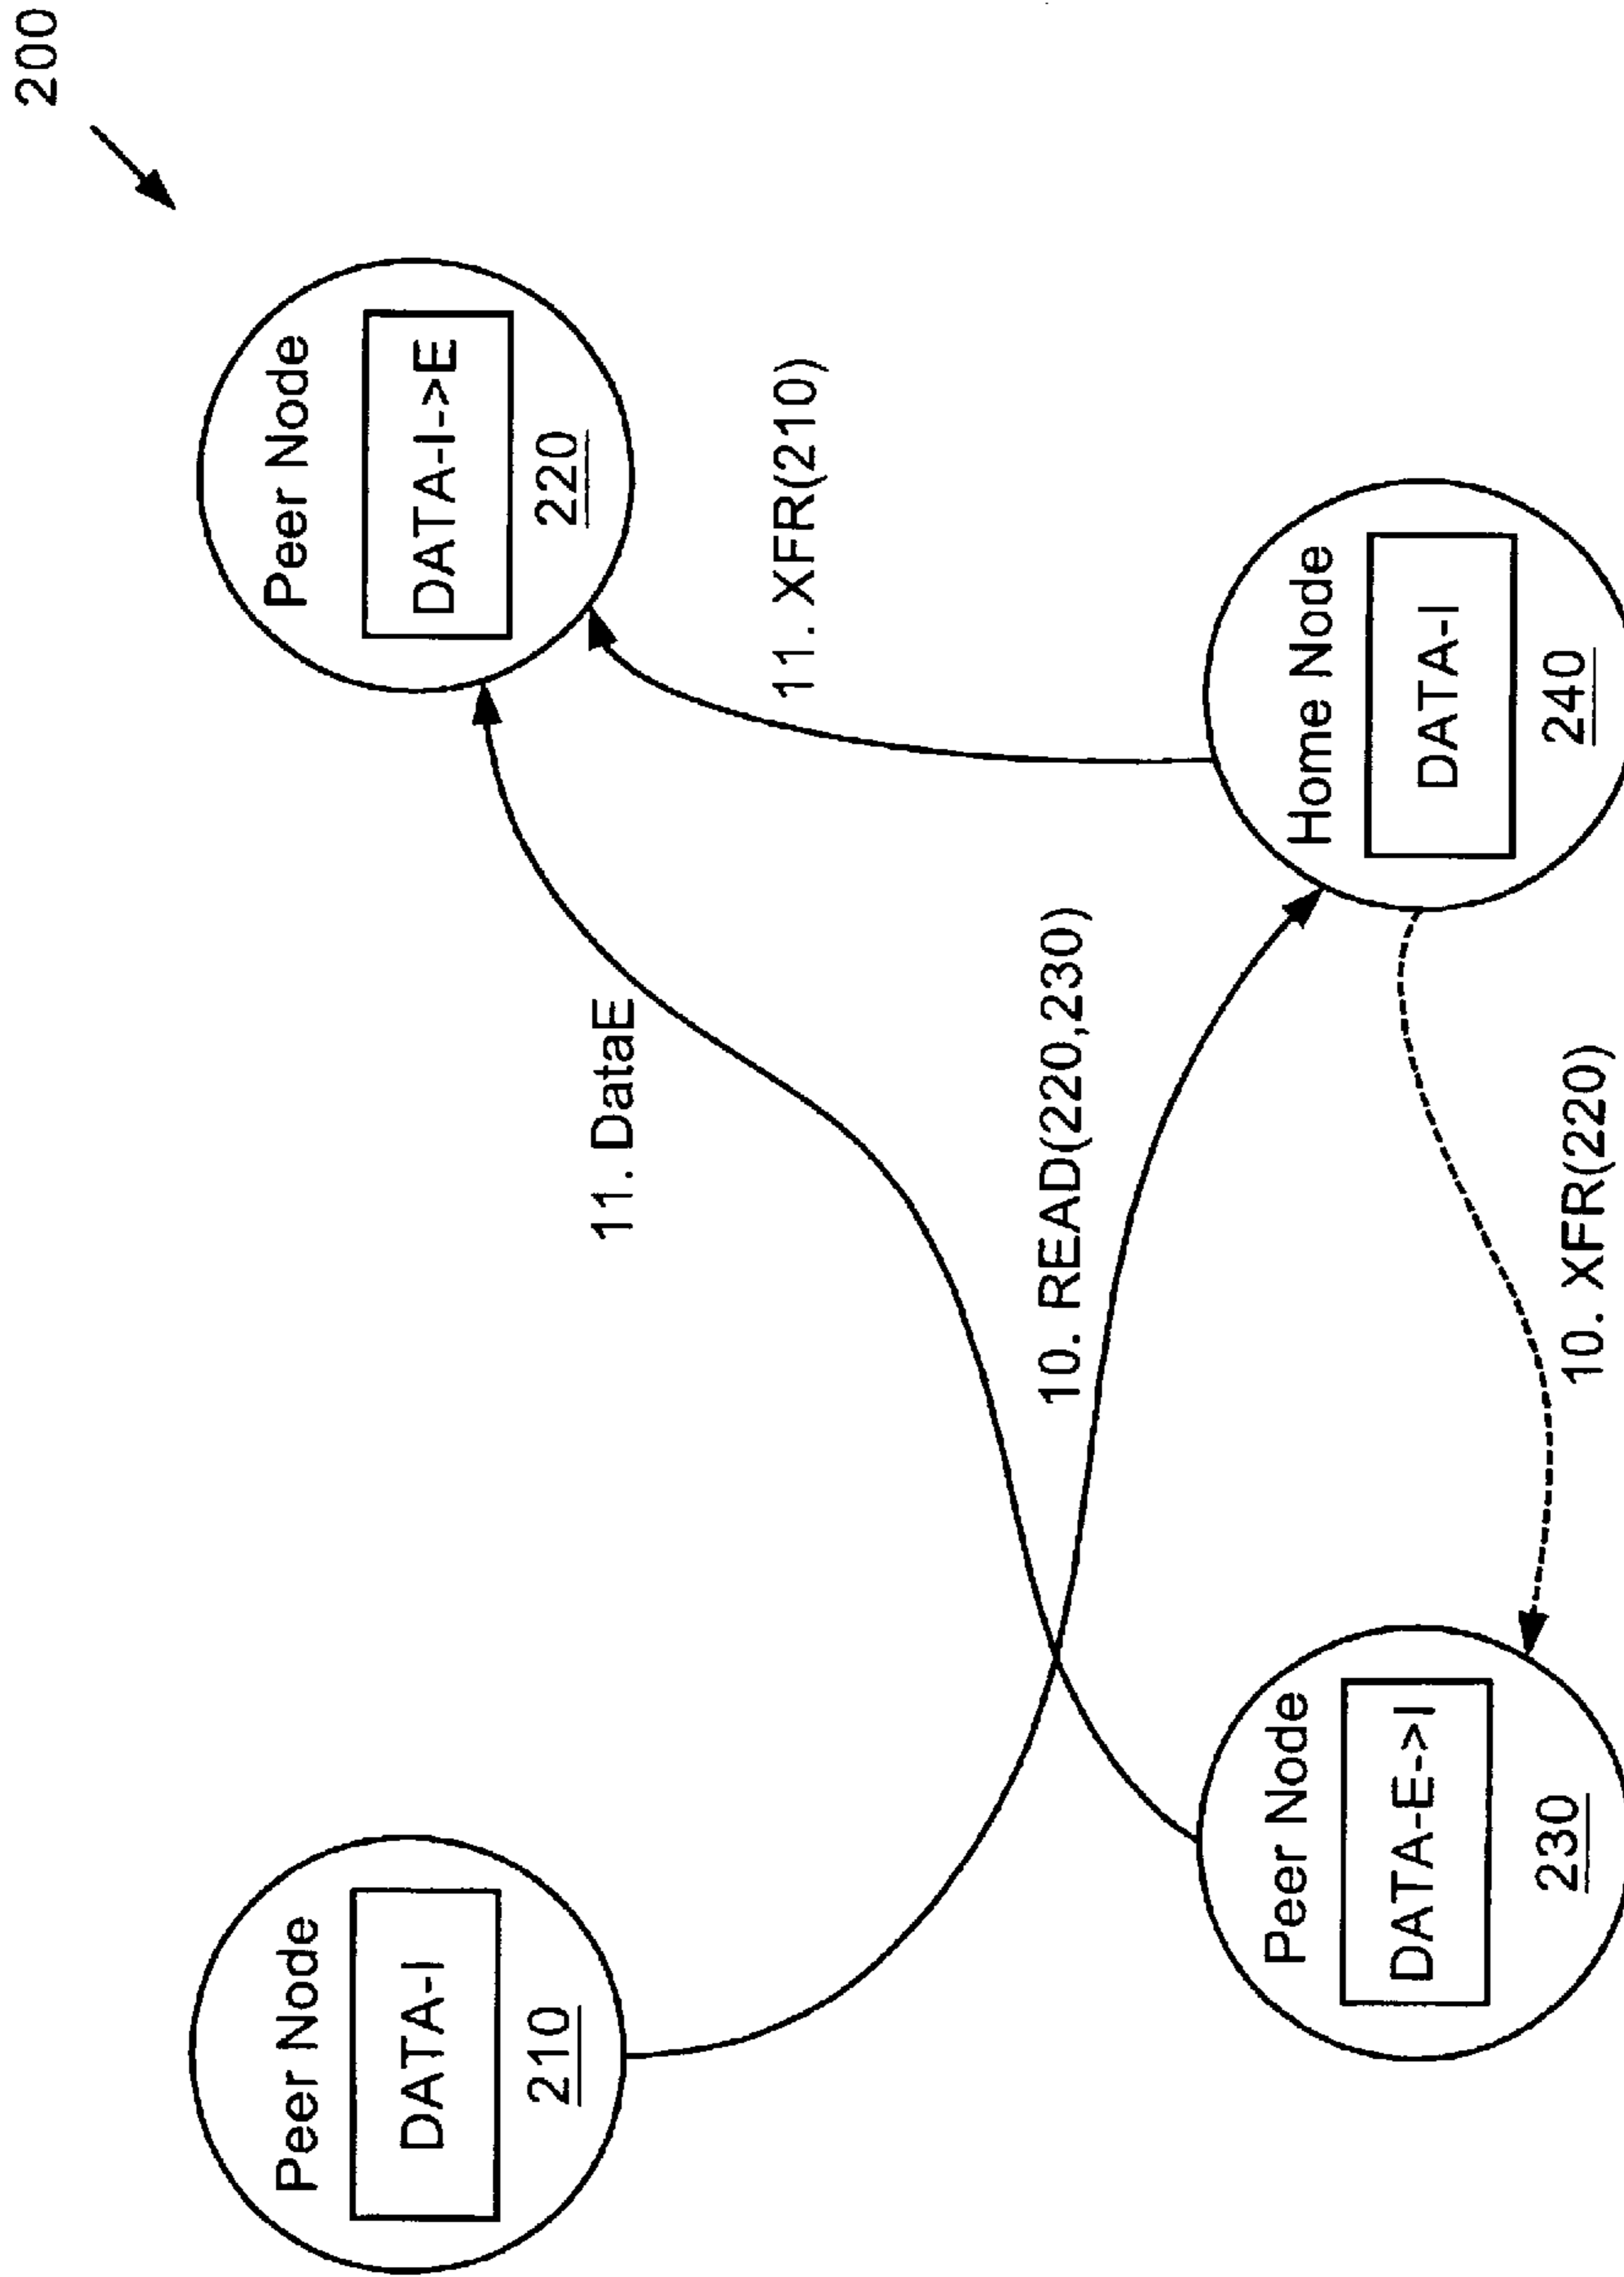 200
Peer Node
DATA-I
210
Peer Node
DATA-I->E
220
11. DataE
11. XFR(210)
10. READ(220,230)
Peer Node
DATA-E->I
230
Home Node
DATA-I
240
10. XFR(220)